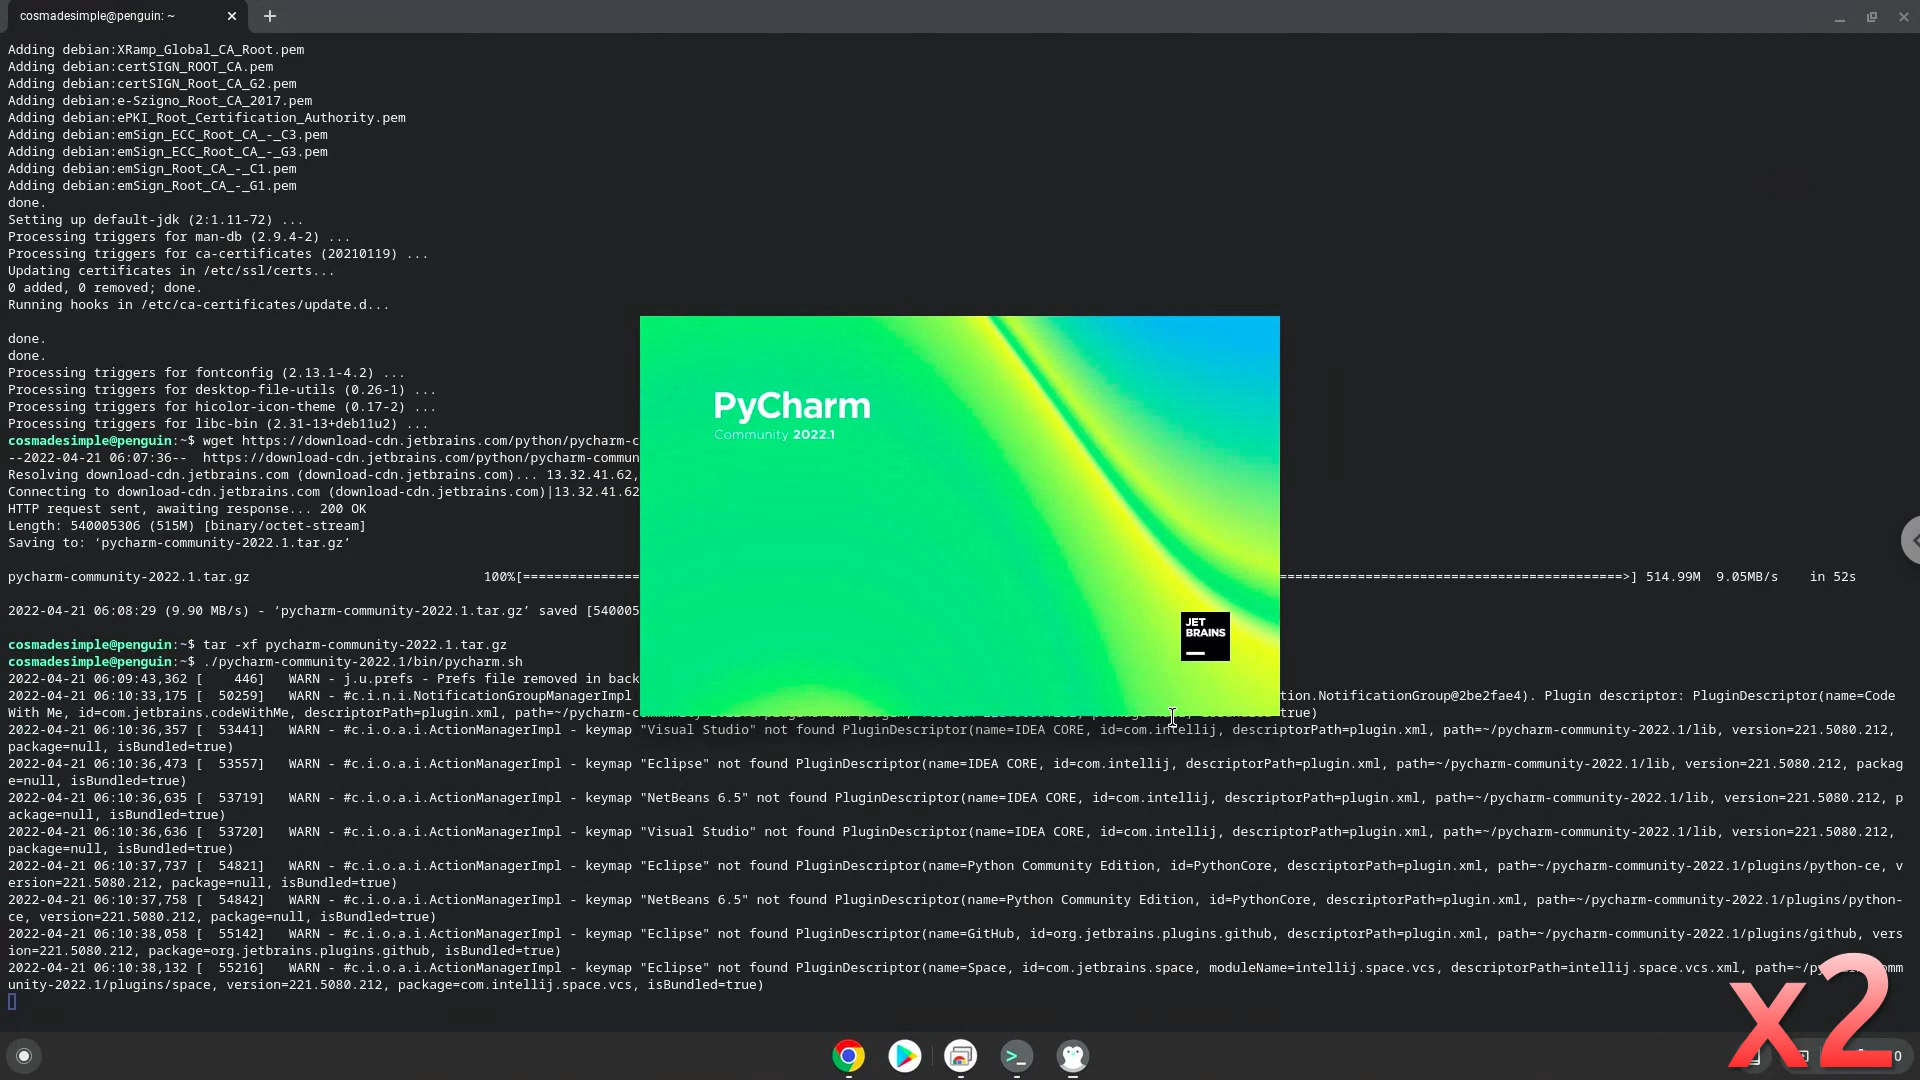 cosmadesimple@penguin: ~
Adding debian:XRamp_Global_CA_Root.pem
Adding debian:certSIGN_ROOT_CA.pem
Adding debian:certSIGN_Root_CA_G2.pem
Adding debian:e-Szigno_Root_CA_2017.pem
Adding debian:ePKI_Root_Certification_Authority.pem
Adding debian:emSign_ECC_Root_CA_-_C3.pem
Adding debian:emSign_ECC_Root_CA_-_G3.pem
Adding debian:emSign_Root_CA_-_C1.pem
Adding debian:emSign_Root_CA_-_G1.pem
done.
Setting up default-jdk (2:1.11-72) ...
Processing triggers for man-db (2.9.4-2) ...
Processing triggers for ca-certificates (20210119) ...
Updating certificates in /etc/ssl/certs...
0 added, 0 removed; done.
Running hooks in /etc/ca-certificates/update.d...
done.
done.
Processing triggers for fontconfig (2.13.1-4.2) ...
Processing triggers for desktop-file-utils (0.26-1) ...
Processing triggers for hicolor-icon-theme (0.17-2) ...
Processing triggers for libc-bin (2.31-13+deb11u2) ...
cosmadesimple@penguin:~$ wget https://download-cdn.jetbrains.com/python/pycharm-c
--2022-04-21 06:07:36--  https://download-cdn.jetbrains.com/python/pycharm-commun
Resolving download-cdn.jetbrains.com (download-cdn.jetbrains.com)... 13.32.41.62,
Connecting to download-cdn.jetbrains.com (download-cdn.jetbrains.com)|13.32.41.62
HTTP request sent, awaiting response... 200 OK
Length: 540005306 (515M) [binary/octet-stream]
Saving to: ‘pycharm-community-2022.1.tar.gz’
pycharm-community-2022.1.tar.gz 100%[=============== ============================================>] 514.99M 9.05MB/s in 52s
2022-04-21 06:08:29 (9.90 MB/s) - ‘pycharm-community-2022.1.tar.gz’ saved [540005
cosmadesimple@penguin:~$ tar -xf pycharm-community-2022.1.tar.gz
cosmadesimple@penguin:~$ ./pycharm-community-2022.1/bin/pycharm.sh
2022-04-21 06:09:43,362 [    446]   WARN - j.u.prefs - Prefs file removed in back
2022-04-21 06:10:33,175 [  50259]   WARN - #c.i.n.i.NotificationGroupManagerImpl tion.NotificationGroup@2be2fae4). Plugin descriptor: PluginDescriptor(name=Code
With Me, id=com.jetbrains.codeWithMe, descriptorPath=plugin.xml, path=~/pycharm-c true)
2022-04-21 06:10:36,357 [  53441]   WARN - #c.i.o.a.i.ActionManagerImpl - keymap "Visual Studio" not found PluginDescriptor(name=IDEA CORE, id=com.intellij, descriptorPath=plugin.xml, path=~/pycharm-community-2022.1/lib, version=221.5080.212,
package=null, isBundled=true)
2022-04-21 06:10:36,473 [  53557]   WARN - #c.i.o.a.i.ActionManagerImpl - keymap "Eclipse" not found PluginDescriptor(name=IDEA CORE, id=com.intellij, descriptorPath=plugin.xml, path=~/pycharm-community-2022.1/lib, version=221.5080.212, packag
e=null, isBundled=true)
2022-04-21 06:10:36,635 [  53719]   WARN - #c.i.o.a.i.ActionManagerImpl - keymap "NetBeans 6.5" not found PluginDescriptor(name=IDEA CORE, id=com.intellij, descriptorPath=plugin.xml, path=~/pycharm-community-2022.1/lib, version=221.5080.212, p
ackage=null, isBundled=true)
2022-04-21 06:10:36,636 [  53720]   WARN - #c.i.o.a.i.ActionManagerImpl - keymap "Visual Studio" not found PluginDescriptor(name=IDEA CORE, id=com.intellij, descriptorPath=plugin.xml, path=~/pycharm-community-2022.1/lib, version=221.5080.212,
package=null, isBundled=true)
2022-04-21 06:10:37,737 [  54821]   WARN - #c.i.o.a.i.ActionManagerImpl - keymap "Eclipse" not found PluginDescriptor(name=Python Community Edition, id=PythonCore, descriptorPath=plugin.xml, path=~/pycharm-community-2022.1/plugins/python-ce, v
ersion=221.5080.212, package=null, isBundled=true)
2022-04-21 06:10:37,758 [  54842]   WARN - #c.i.o.a.i.ActionManagerImpl - keymap "NetBeans 6.5" not found PluginDescriptor(name=Python Community Edition, id=PythonCore, descriptorPath=plugin.xml, path=~/pycharm-community-2022.1/plugins/python-
ce, version=221.5080.212, package=null, isBundled=true)
2022-04-21 06:10:38,058 [  55142]   WARN - #c.i.o.a.i.ActionManagerImpl - keymap "Eclipse" not found PluginDescriptor(name=GitHub, id=org.jetbrains.plugins.github, descriptorPath=plugin.xml, path=~/pycharm-community-2022.1/plugins/github, vers
ion=221.5080.212, package=org.jetbrains.plugins.github, isBundled=true)
2022-04-21 06:10:38,132 [  55216]   WARN - #c.i.o.a.i.ActionManagerImpl - keymap "Eclipse" not found PluginDescriptor(name=Space, id=com.jetbrains.space, moduleName=intellij.space.vcs, descriptorPath=intellij.space.vcs.xml,
unity-2022.1/plugins/space, version=221.5080.212, package=com.intellij.space.vcs, isBundled=true)
PyCharm
Community 2022.1
JET
BRAINS
x2